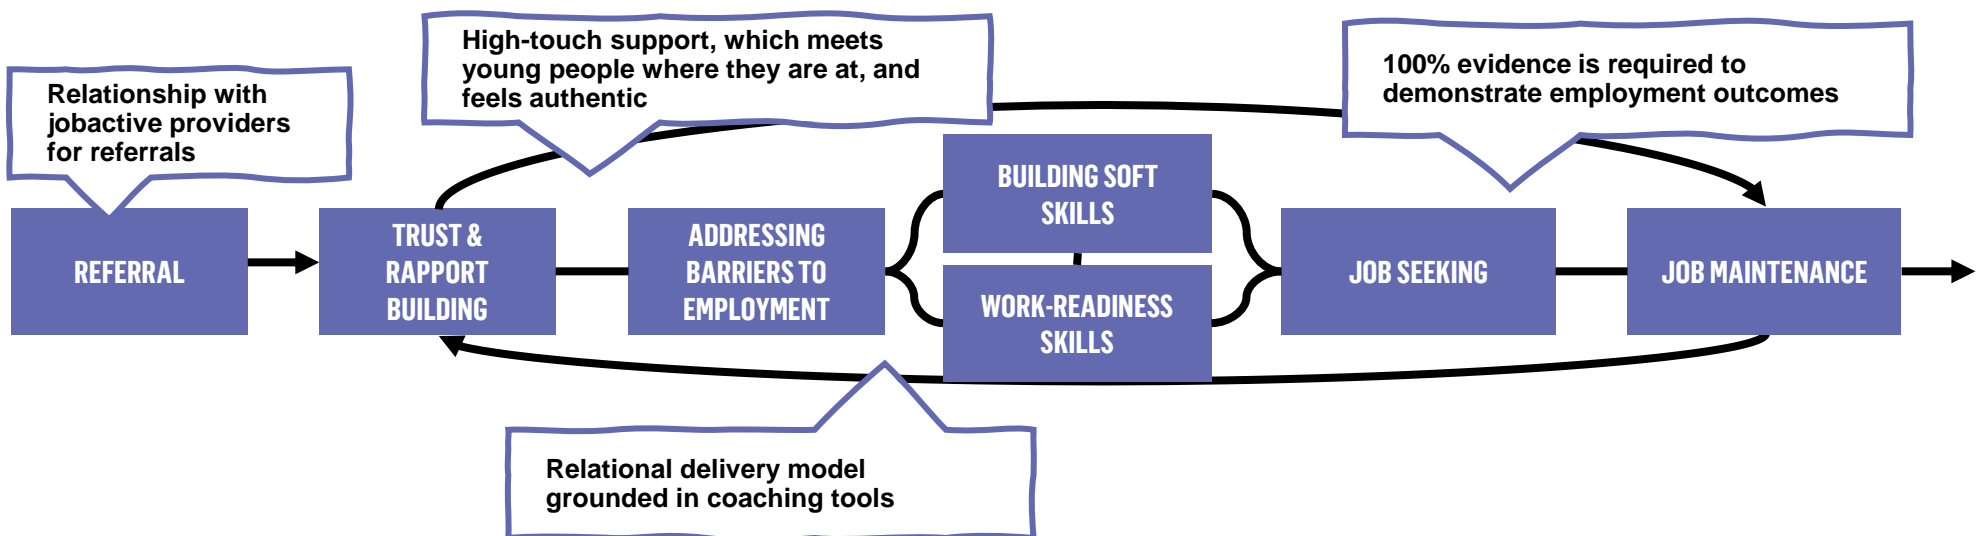 High-touch support, which meets
young people where they are at, and
feels authentic
100% evidence is required to
demonstrate employment outcomes
Relationship with
jobactive providers
for referrals
REFERRAL
TRUST &
RAPPORT
BUILDING
ADDRESSING
BARRIERS TO
EMPLOYMENT
BUILDING SOFT
SKILLS
WORK-READINESS
SKILLS
JOB SEEKING
JOB MAINTENANCE
Relational delivery model
grounded in coaching tools